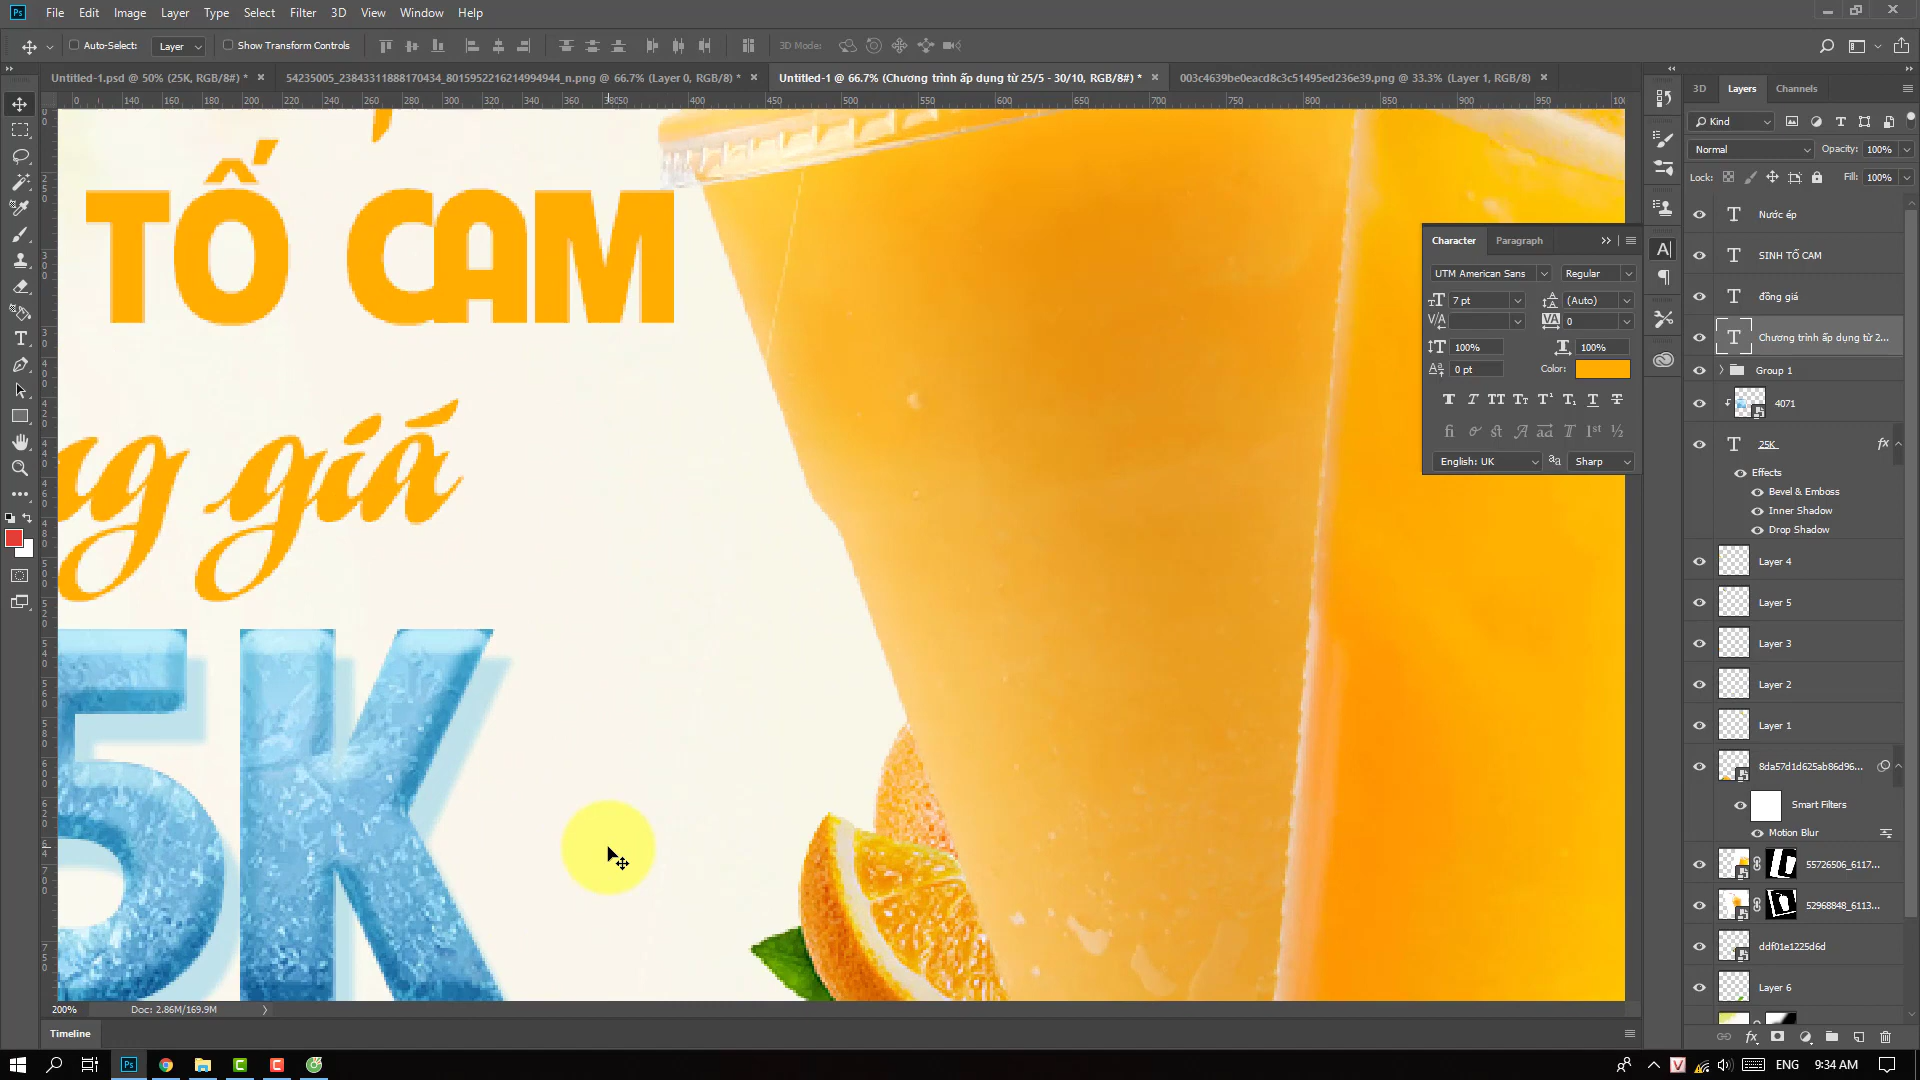 Ps File Edit Image Layer Type Select Filter 3D View Window Help
Auto-Select: Layer Show Transform Controls 3D Mode:
Untitled-1.psd @ 50% (25K, RGB/8#) * 54235005_23843311888170434_8015952216214994944_n.png @ 66.7% (Layer 0, RGB/8) * Untitled-1 @ 66.7% (Chương trình ấp dụng từ 25/5 - 30/10, RGB/8#) * 003c4639be0eacd8c3c51495ed236e39.png @ 33.3% (Layer 1, RGB/8)
TỐ CAM
giá
5K
Character Paragraph
UTM American Sans Regular
7 pt (Auto)
0
100% 100%
0 pt Color:
English: UK Sharp
3D Layers Channels
Kind
Normal Opacity: 100%
Lock: Fill: 100%
Nước ép
SINH TỐ CAM
đồng giá
Chương trình ấp dụng từ 2...
Group 1
4071
25K fx
Effects
Bevel & Emboss
Inner Shadow
Drop Shadow
Layer 4
Layer 5
Layer 3
Layer 2
Layer 1
8da57d1d625ab86d96...
Smart Filters
Motion Blur
55726506_6117...
52968848_6113...
ddf01e1225d6d
Layer 6
200% Doc: 2.86M/169.9M
Timeline
ENG 9:34 AM